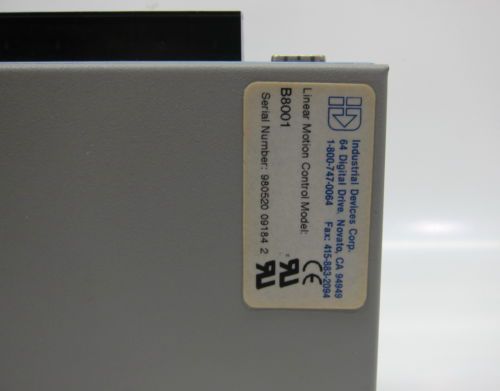 Industrial Devices Corp.
64 Digital Drive, Novato, CA 94949
1-800-747-0064 Fax: 415-883-2094
Linear Motion Control Model:
B8001
Serial Number: 980520 09184 2